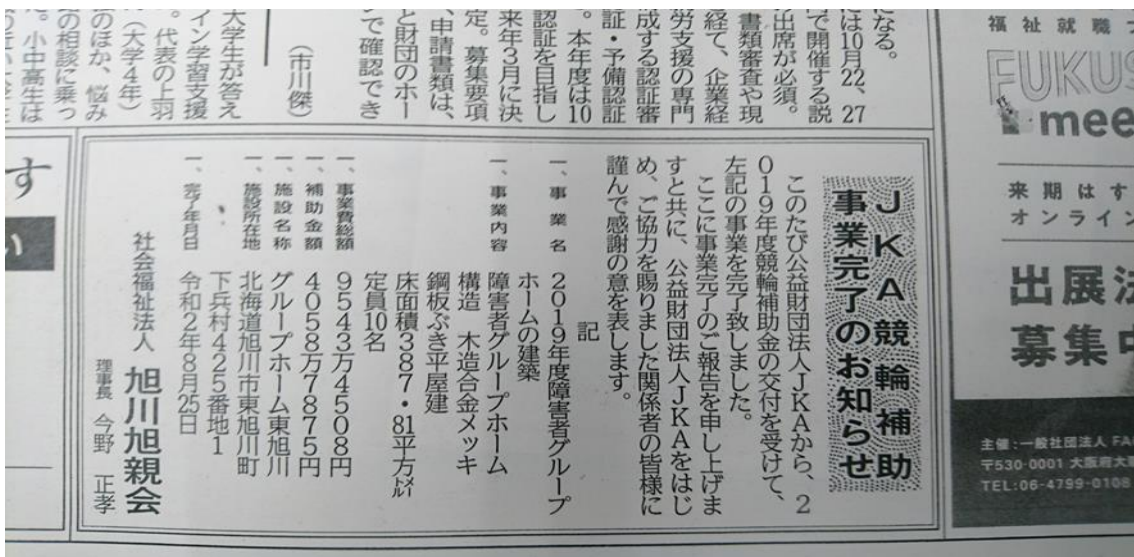 福祉就職
FUKUS
mee
来期はす
オンライン
出展法
募集中
主催:一般社団法人 FA
〒530-0001 大阪府大
TEL:06-4799-0108
になる。
には10月22、27
で開催する説
の出席が必須。
書類審査や現
経て、企業経
労支援の専門
成する認証審
証・予備認証
。本年度は10
認証を目指し
来年3月に決
定。募集要項
、申請書類は、
と財団のホー
ジで確認でき
(市川傑)
大学生が答え
イン学習支援
。代表の上羽
(大学4年)
のほか、悩み
の相談に乗っ
た。小中高生は
JKA競輪補助
事業完了のお知らせ
このたび公益財団法人JKAから、2
019年度競輪補助金の交付を受けて、
左記の事業を完了致しました。
ここに事業完了のご報告を申し上げま
すと共に、公益財団法人JKAをはじ
め、ご協力を賜りました関係者の皆様に
謹んで感謝の意を表します。
記
一、事業名 2019年度障害者グループ
ホームの建築
一、事業内容 障害者グループホーム
構造 木造合金メッキ
鋼板ぶき平屋建
床面積387・81平方メートル
定員10名
一、事業費総額 9543万4508円
一、補助金額 4058万7875円
一、施設名称 グループホーム東旭川
一、施設所在地 北海道旭川市東旭川町
下兵村425番地1
一、完了年月日 令和2年8月25日
社会福祉法人 旭川旭親会
理事長 今野 正孝
す
い